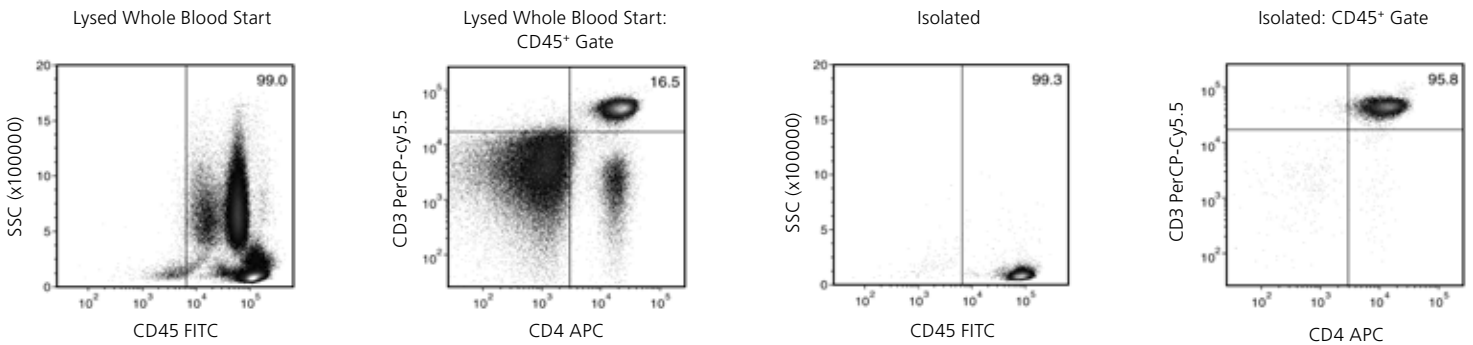 Lysed Whole Blood Start
Lysed Whole Blood Start:
CD45⁺ Gate
Isolated
Isolated: CD45⁺ Gate
SSC (x100000)
20
15
10
5
0
99.0
10² 10³ 10⁴ 10⁵
CD45 FITC
CD3 PerCP-cy5.5
10⁵
10⁴
10³
10²
16.5
10² 10³ 10⁴ 10⁵
CD4 APC
SSC (x100000)
20
15
10
5
0
99.3
10² 10³ 10⁴ 10⁵
CD45 FITC
CD3 PerCP-Cy5.5
10⁵
10⁴
10³
10²
95.8
10² 10³ 10⁴ 10⁵
CD4 APC